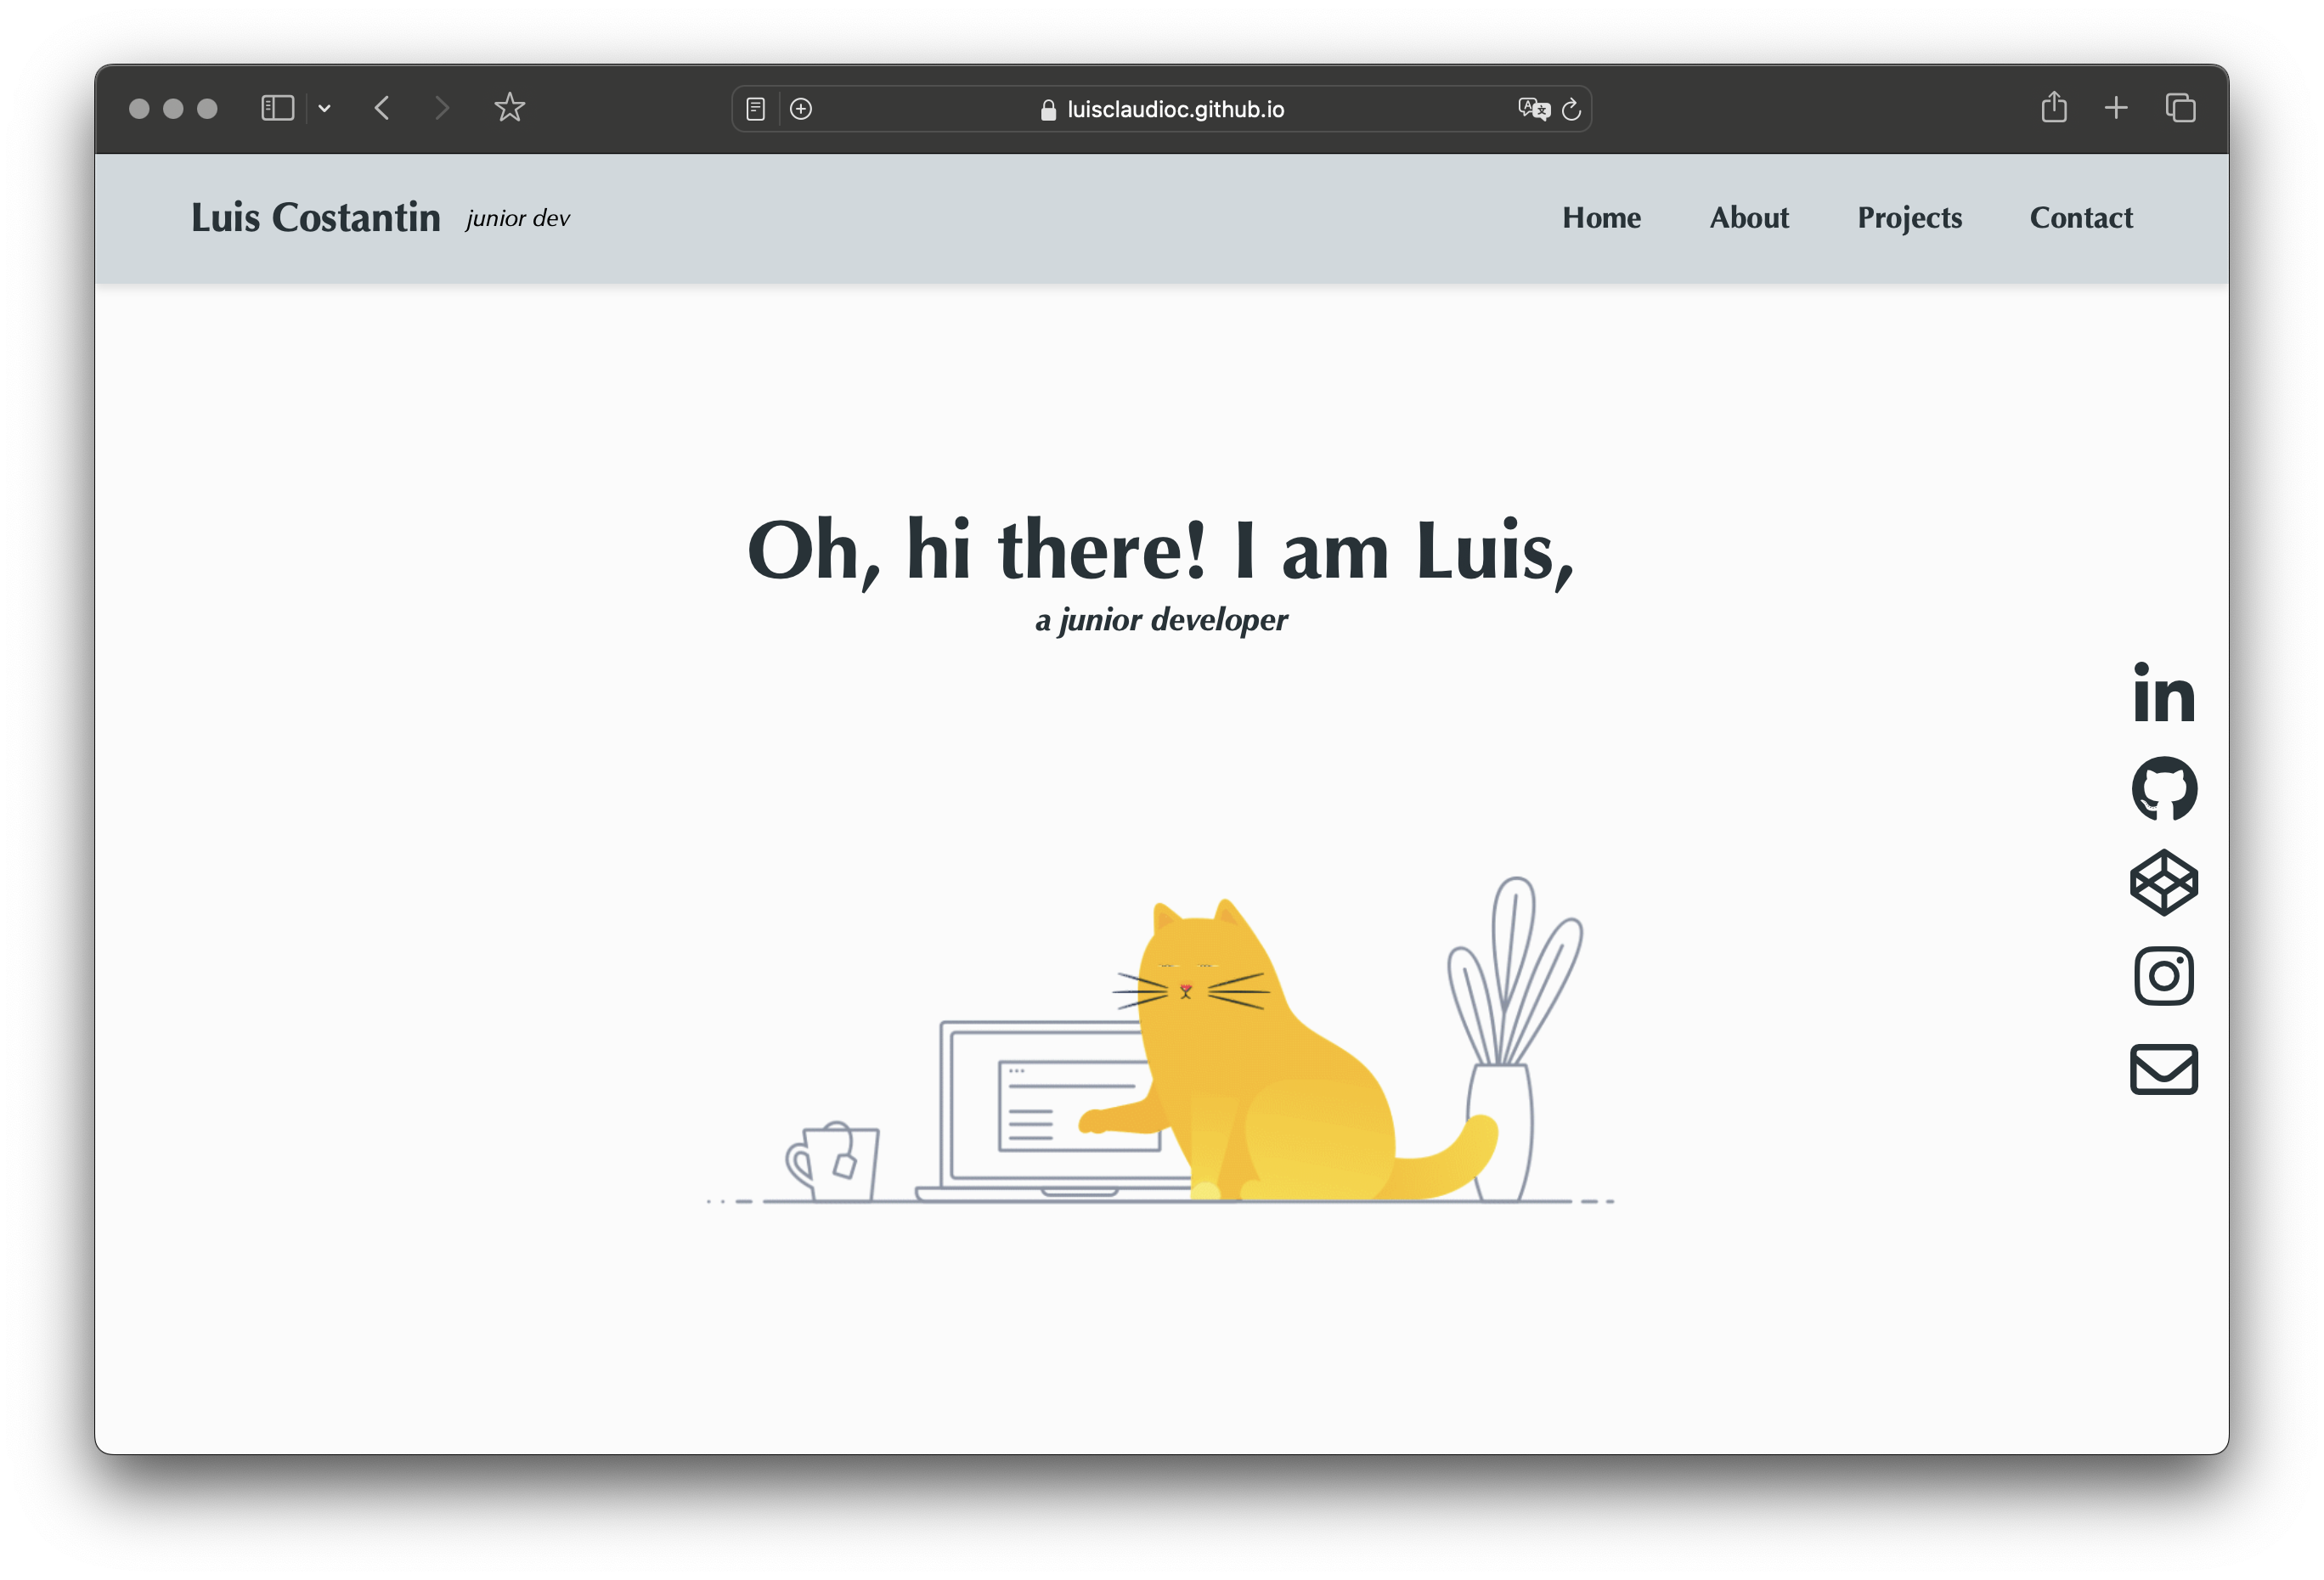 luisclaudioc.github.io
Luis Costantin junior dev
Home About Projects Contact
Oh, hi there! I am Luis,
a junior developer
in